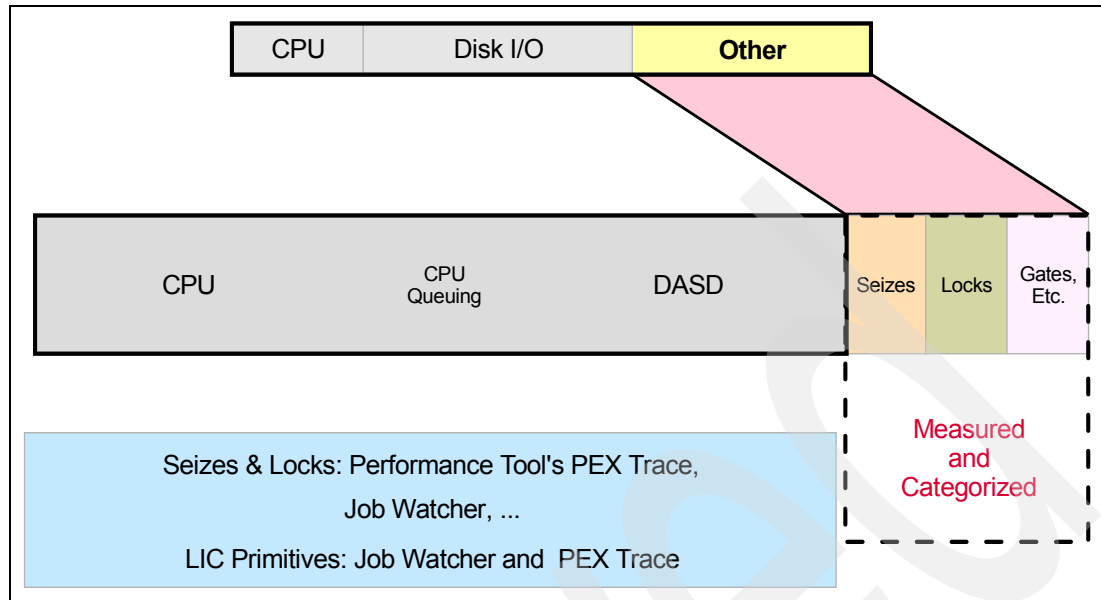 CPU
Disk I/O
Other
CPU
CPU
Queuing
DASD
Seizes
Locks
Gates,
Etc.
Measured
and
Categorized
Seizes & Locks: Performance Tool's PEX Trace,
Job Watcher, ...
LIC Primitives: Job Watcher and PEX Trace